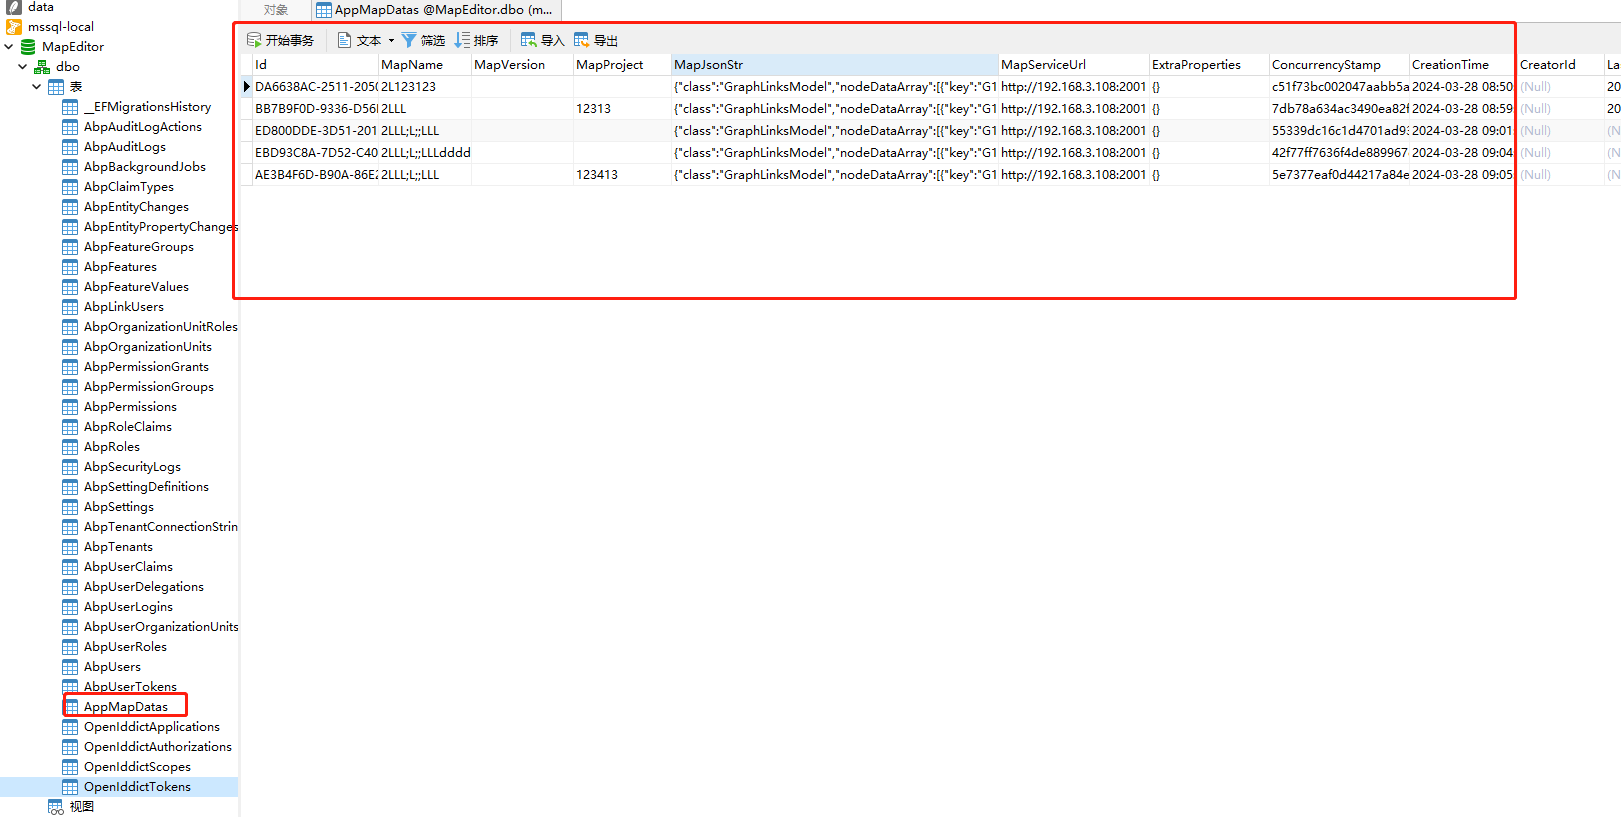 data
mssql-local
MapEditor
dbo
表
__EFMigrationsHistory
AbpAuditLogActions
AbpAuditLogs
AbpBackgroundJobs
AbpClaimTypes
AbpEntityChanges
AbpEntityPropertyChanges
AbpFeatureGroups
AbpFeatures
AbpFeatureValues
AbpLinkUsers
AbpOrganizationUnitRoles
AbpOrganizationUnits
AbpPermissionGrants
AbpPermissionGroups
AbpPermissions
AbpRoleClaims
AbpRoles
AbpSecurityLogs
AbpSettingDefinitions
AbpSettings
AbpTenantConnectionStrin
AbpTenants
AbpUserClaims
AbpUserDelegations
AbpUserLogins
AbpUserOrganizationUnits
AbpUserRoles
AbpUsers
AbpUserTokens
AppMapDatas
OpenIddictApplications
OpenIddictAuthorizations
OpenIddictScopes
OpenIddictTokens
视图
对象 AppMapDatas @MapEditor.dbo (m...
开始事务 文本 筛选 排序 导入 导出
Id MapName MapVersion MapProject MapJsonStr MapServiceUrl ExtraProperties ConcurrencyStamp CreationTime CreatorId La
DA6638AC-2511-205C 2L123123 {"class":"GraphLinksModel","nodeDataArray":[{"key":"G1 http://192.168.3.108:2001 {} c51f73bc002047aabb5a 2024-03-28 08:50 (Null) 20
BB7B9F0D-9336-D56 2LLL 12313 {"class":"GraphLinksModel","nodeDataArray":[{"key":"G1 http://192.168.3.108:2001 {} 7db78a634ac3490ea82f 2024-03-28 08:59 (Null) 20
ED800DDE-3D51-201 2LLL;L;;LLL {"class":"GraphLinksModel","nodeDataArray":[{"key":"G1 http://192.168.3.108:2001 {} 55339dc16c1d4701ad93 2024-03-28 09:01 (Null) (N
EBD93C8A-7D52-C40 2LLL;L;;LLLdddd {"class":"GraphLinksModel","nodeDataArray":[{"key":"G1 http://192.168.3.108:2001 {} 42f77ff7636f4de889967 2024-03-28 09:04 (Null) (N
AE3B4F6D-B90A-86E2 2LLL;L;;LLL 123413 {"class":"GraphLinksModel","nodeDataArray":[{"key":"G1 http://192.168.3.108:2001 {} 5e7377eaf0d44217a84e 2024-03-28 09:05 (Null) (N